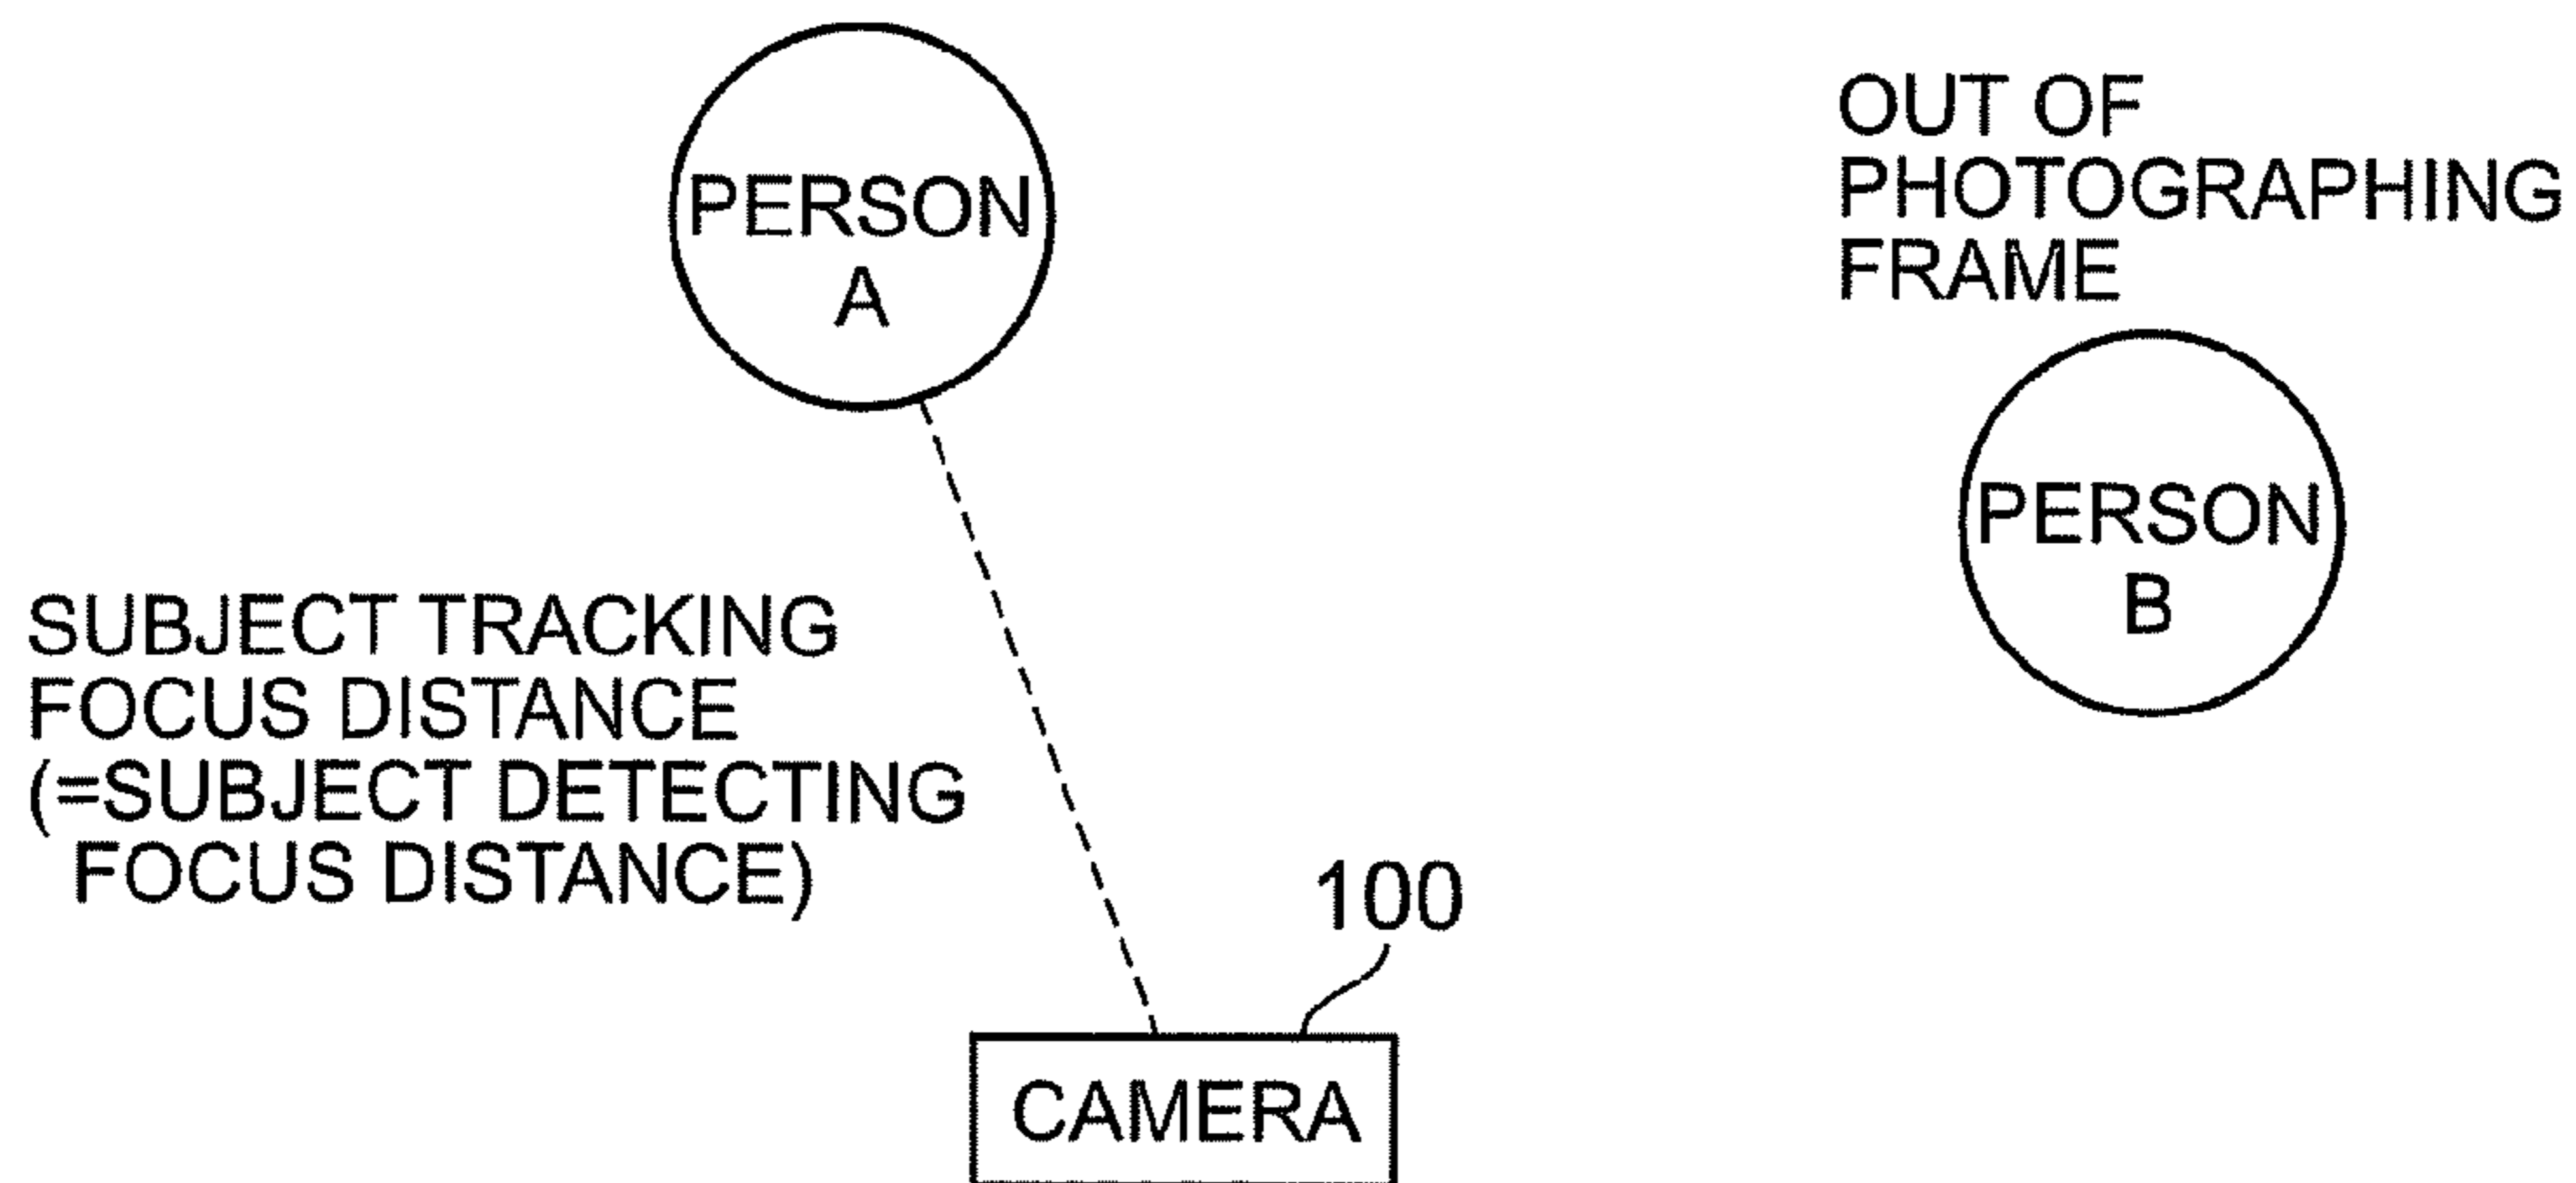 PERSON
A
OUT OF
PHOTOGRAPHING
FRAME
PERSON
B
SUBJECT TRACKING
FOCUS DISTANCE
(=SUBJECT DETECTING
FOCUS DISTANCE)
100
CAMERA